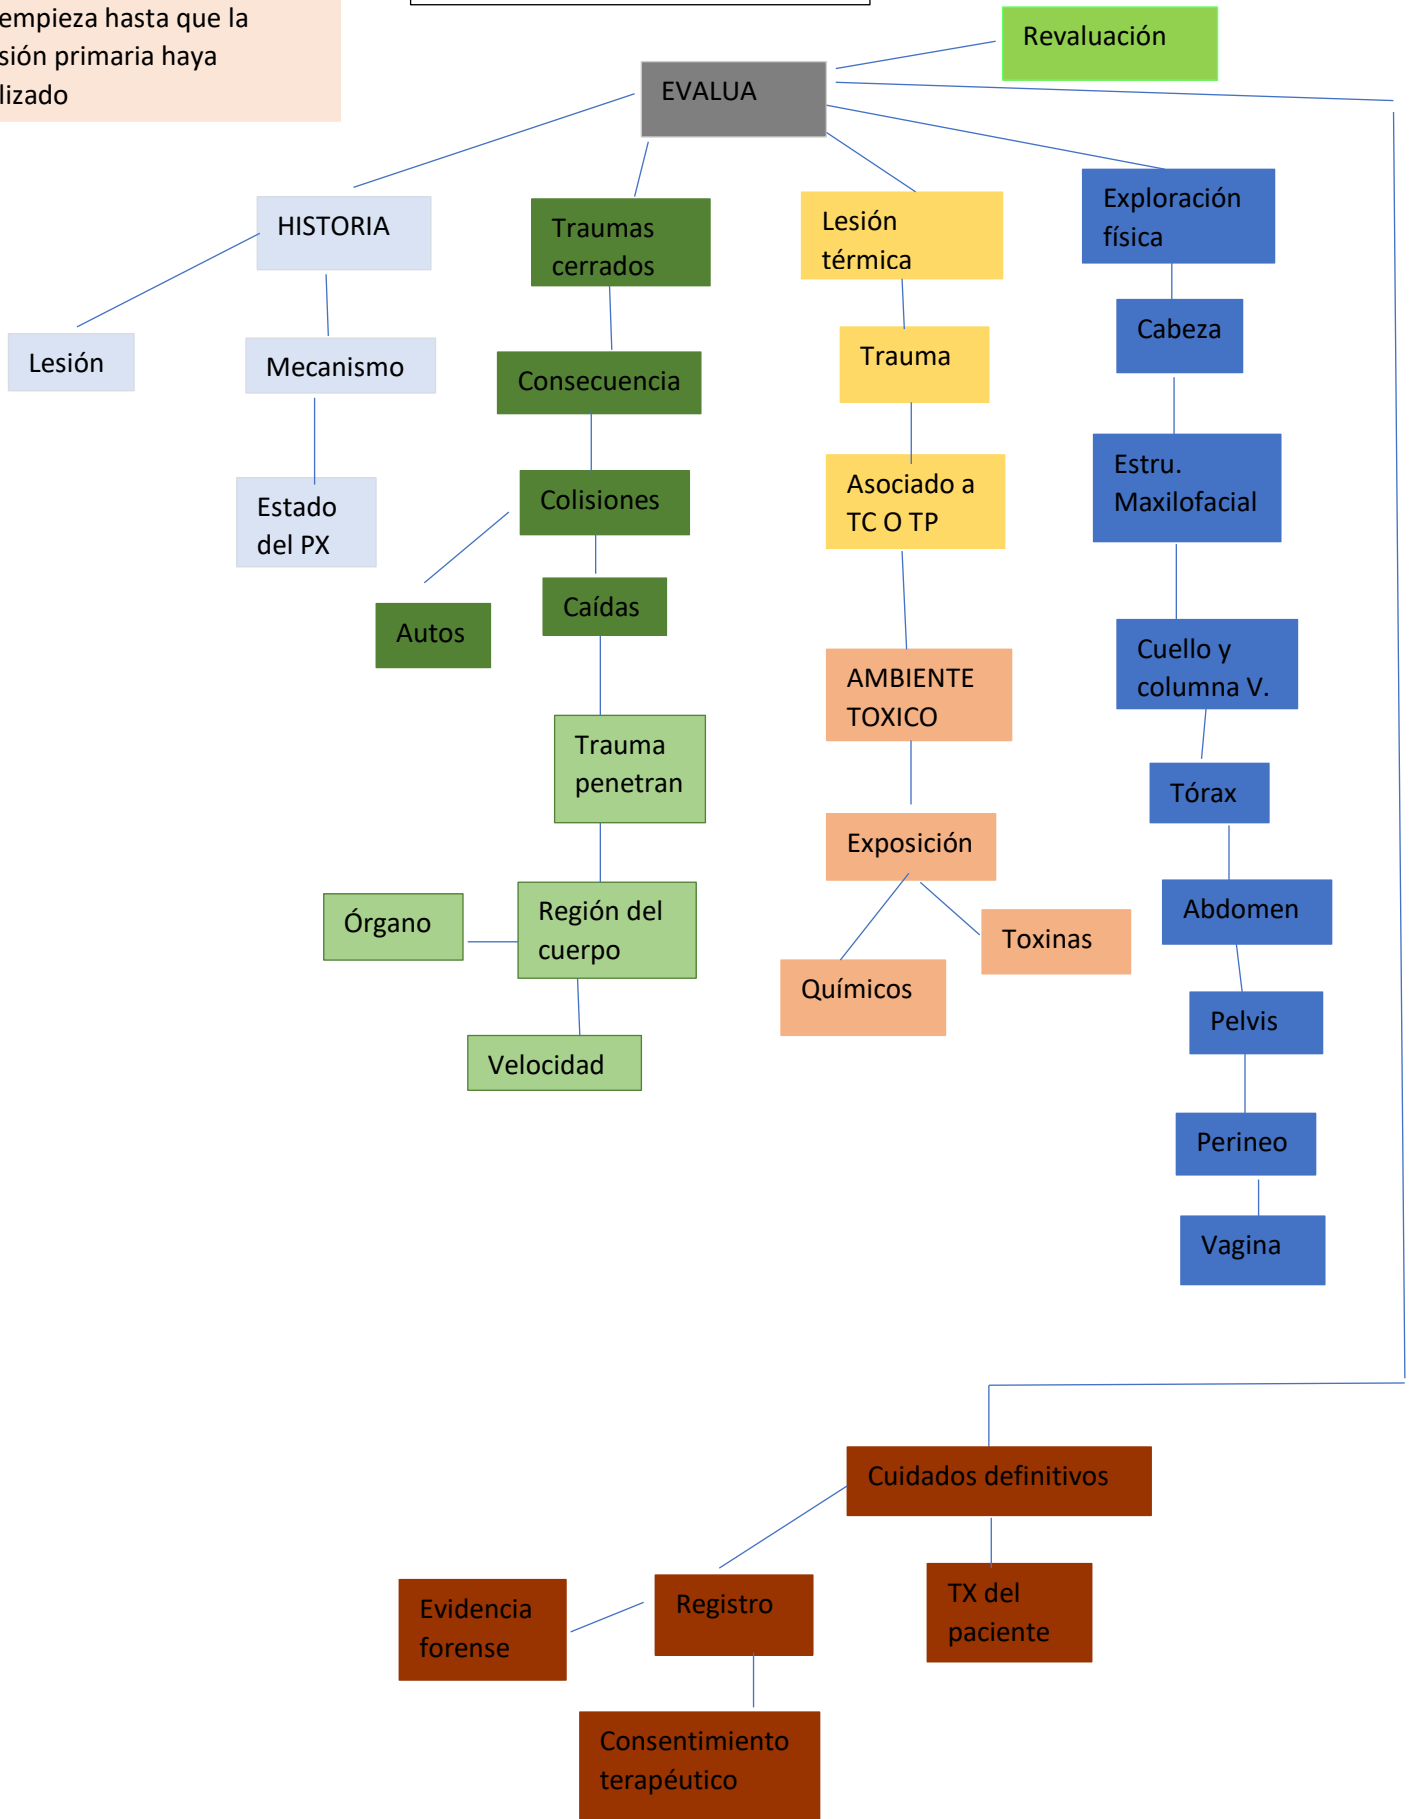 empieza hasta que la
sión primaria haya
lizado
Revaluación
EVALUA
HISTORIA
Lesión
Mecanismo
Estado
del PX
Traumas
cerrados
Consecuencia
Colisiones
Autos
Caídas
Trauma
penetran
Región del
cuerpo
Órgano
Velocidad
Lesión
térmica
Trauma
Asociado a
TC O TP
AMBIENTE
TOXICO
Exposición
Químicos
Toxinas
Exploración
física
Cabeza
Estru.
Maxilofacial
Cuello y
columna V.
Tórax
Abdomen
Pelvis
Perineo
Vagina
Cuidados definitivos
Registro
Evidencia
forense
Consentimiento
terapéutico
TX del
paciente